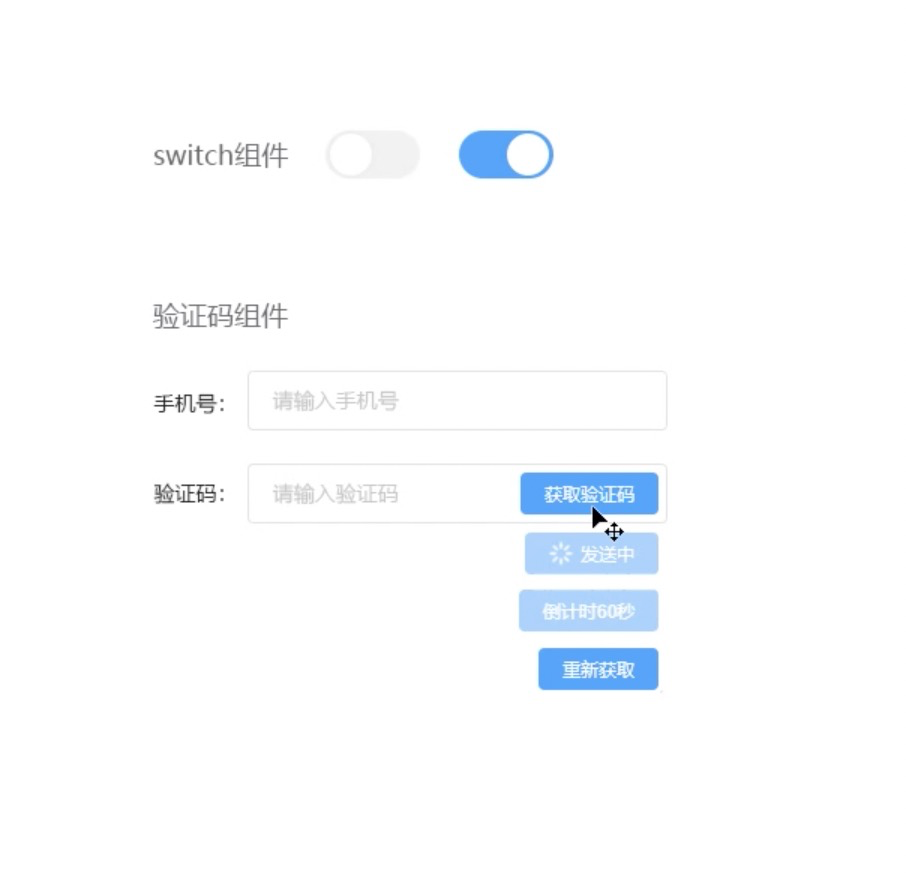 switch组件
验证码组件
手机号：
请输入手机号
验证码：
请输入验证码
获取验证码
发送中
倒计时60秒
重新获取